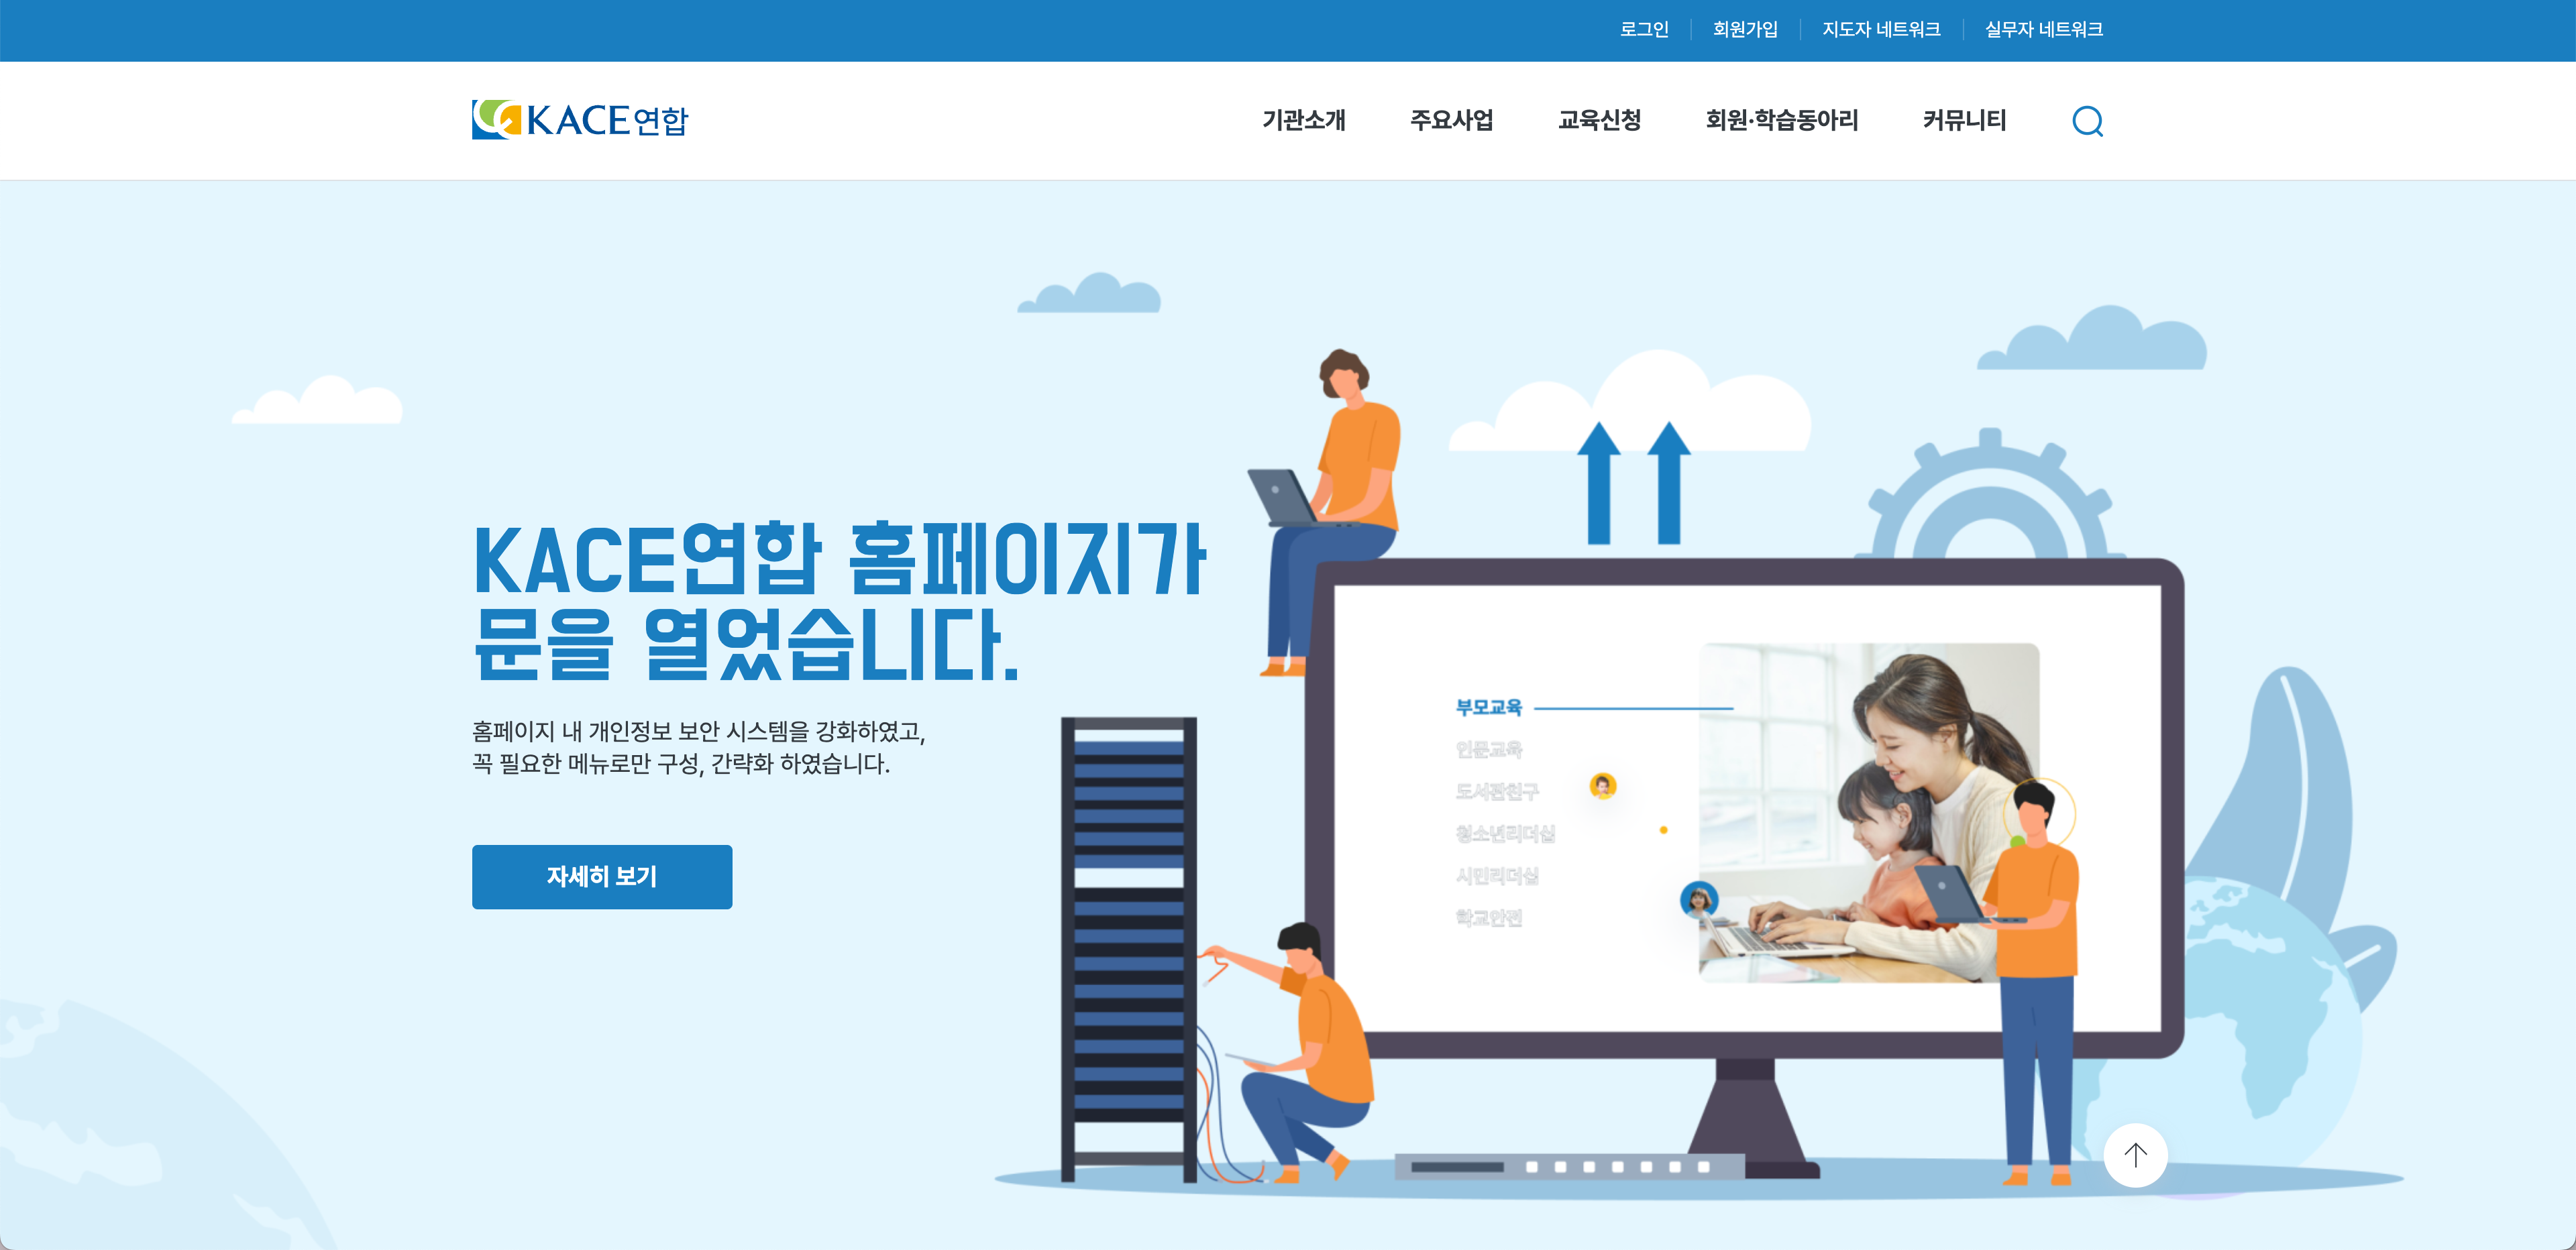 로그인
회원가입
지도자 네트워크
실무자 네트워크
KACE연합
기관소개
주요사업
교육신청
회원·학습동아리
커뮤니티
KACE연합 홈페이지가
문을 열었습니다.
홈페이지 내 개인정보 보안 시스템을 강화하였고,
꼭 필요한 메뉴로만 구성, 간략화 하였습니다.
자세히 보기
부모교육
인문교육
도서관친구
청소년리더십
시민리더십
학교안전